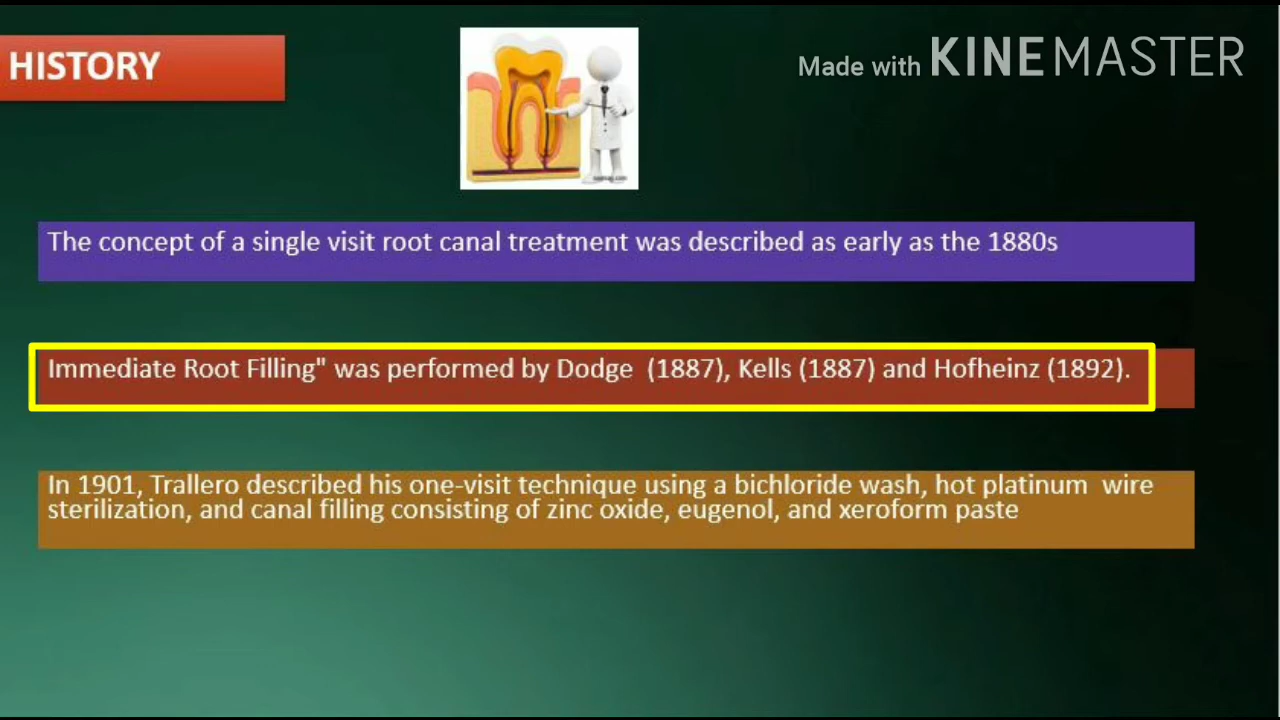 HISTORY
Made with KINEMASTER
The concept of a single visit root canal treatment was described as early as the 1880s
Immediate Root Filling" was performed by Dodge  (1887), Kells (1887) and Hofheinz (1892).
In 1901, Trallero described his one-visit technique using a bichloride wash, hot platinum  wire
sterilization, and canal filling consisting of zinc oxide, eugenol, and xeroform paste